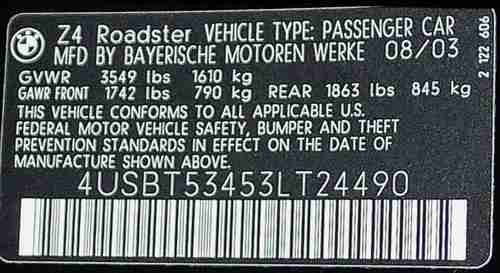 Z4 Roadster VEHICLE TYPE: PASSENGER CAR
MFD BY BAYERISCHE MOTOREN WERKE 08/03
GVWR 3549 lbs 1610 kg
GAWR FRONT 1742 lbs 790 kg REAR 1863 lbs 845 kg
THIS VEHICLE CONFORMS TO ALL APPLICABLE U.S.
FEDERAL MOTOR VEHICLE SAFETY, BUMPER AND THEFT
PREVENTION STANDARDS IN EFFECT ON THE DATE OF
MANUFACTURE SHOWN ABOVE.
4USBT53453LT24490
2 122 606